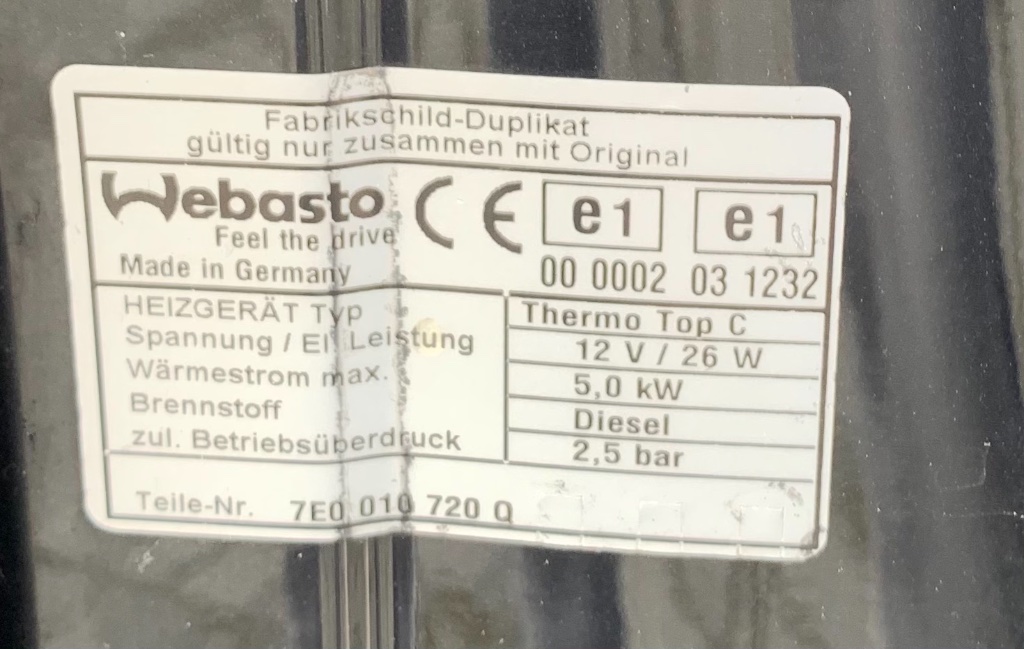 Fabrikschild-Duplikat
gültig nur zusammen mit Original
Webasto CE e1 e1
Feel the drive
Made in Germany 00 0002 03 1232
HEIZGERÄT Typ Thermo Top C
Spannung / El. Leistung 12 V / 26 W
Wärmestrom max. 5,0 kW
Brennstoff Diesel
zul. Betriebsüberdruck 2,5 bar
Teile-Nr. 7E0 010 720 Q